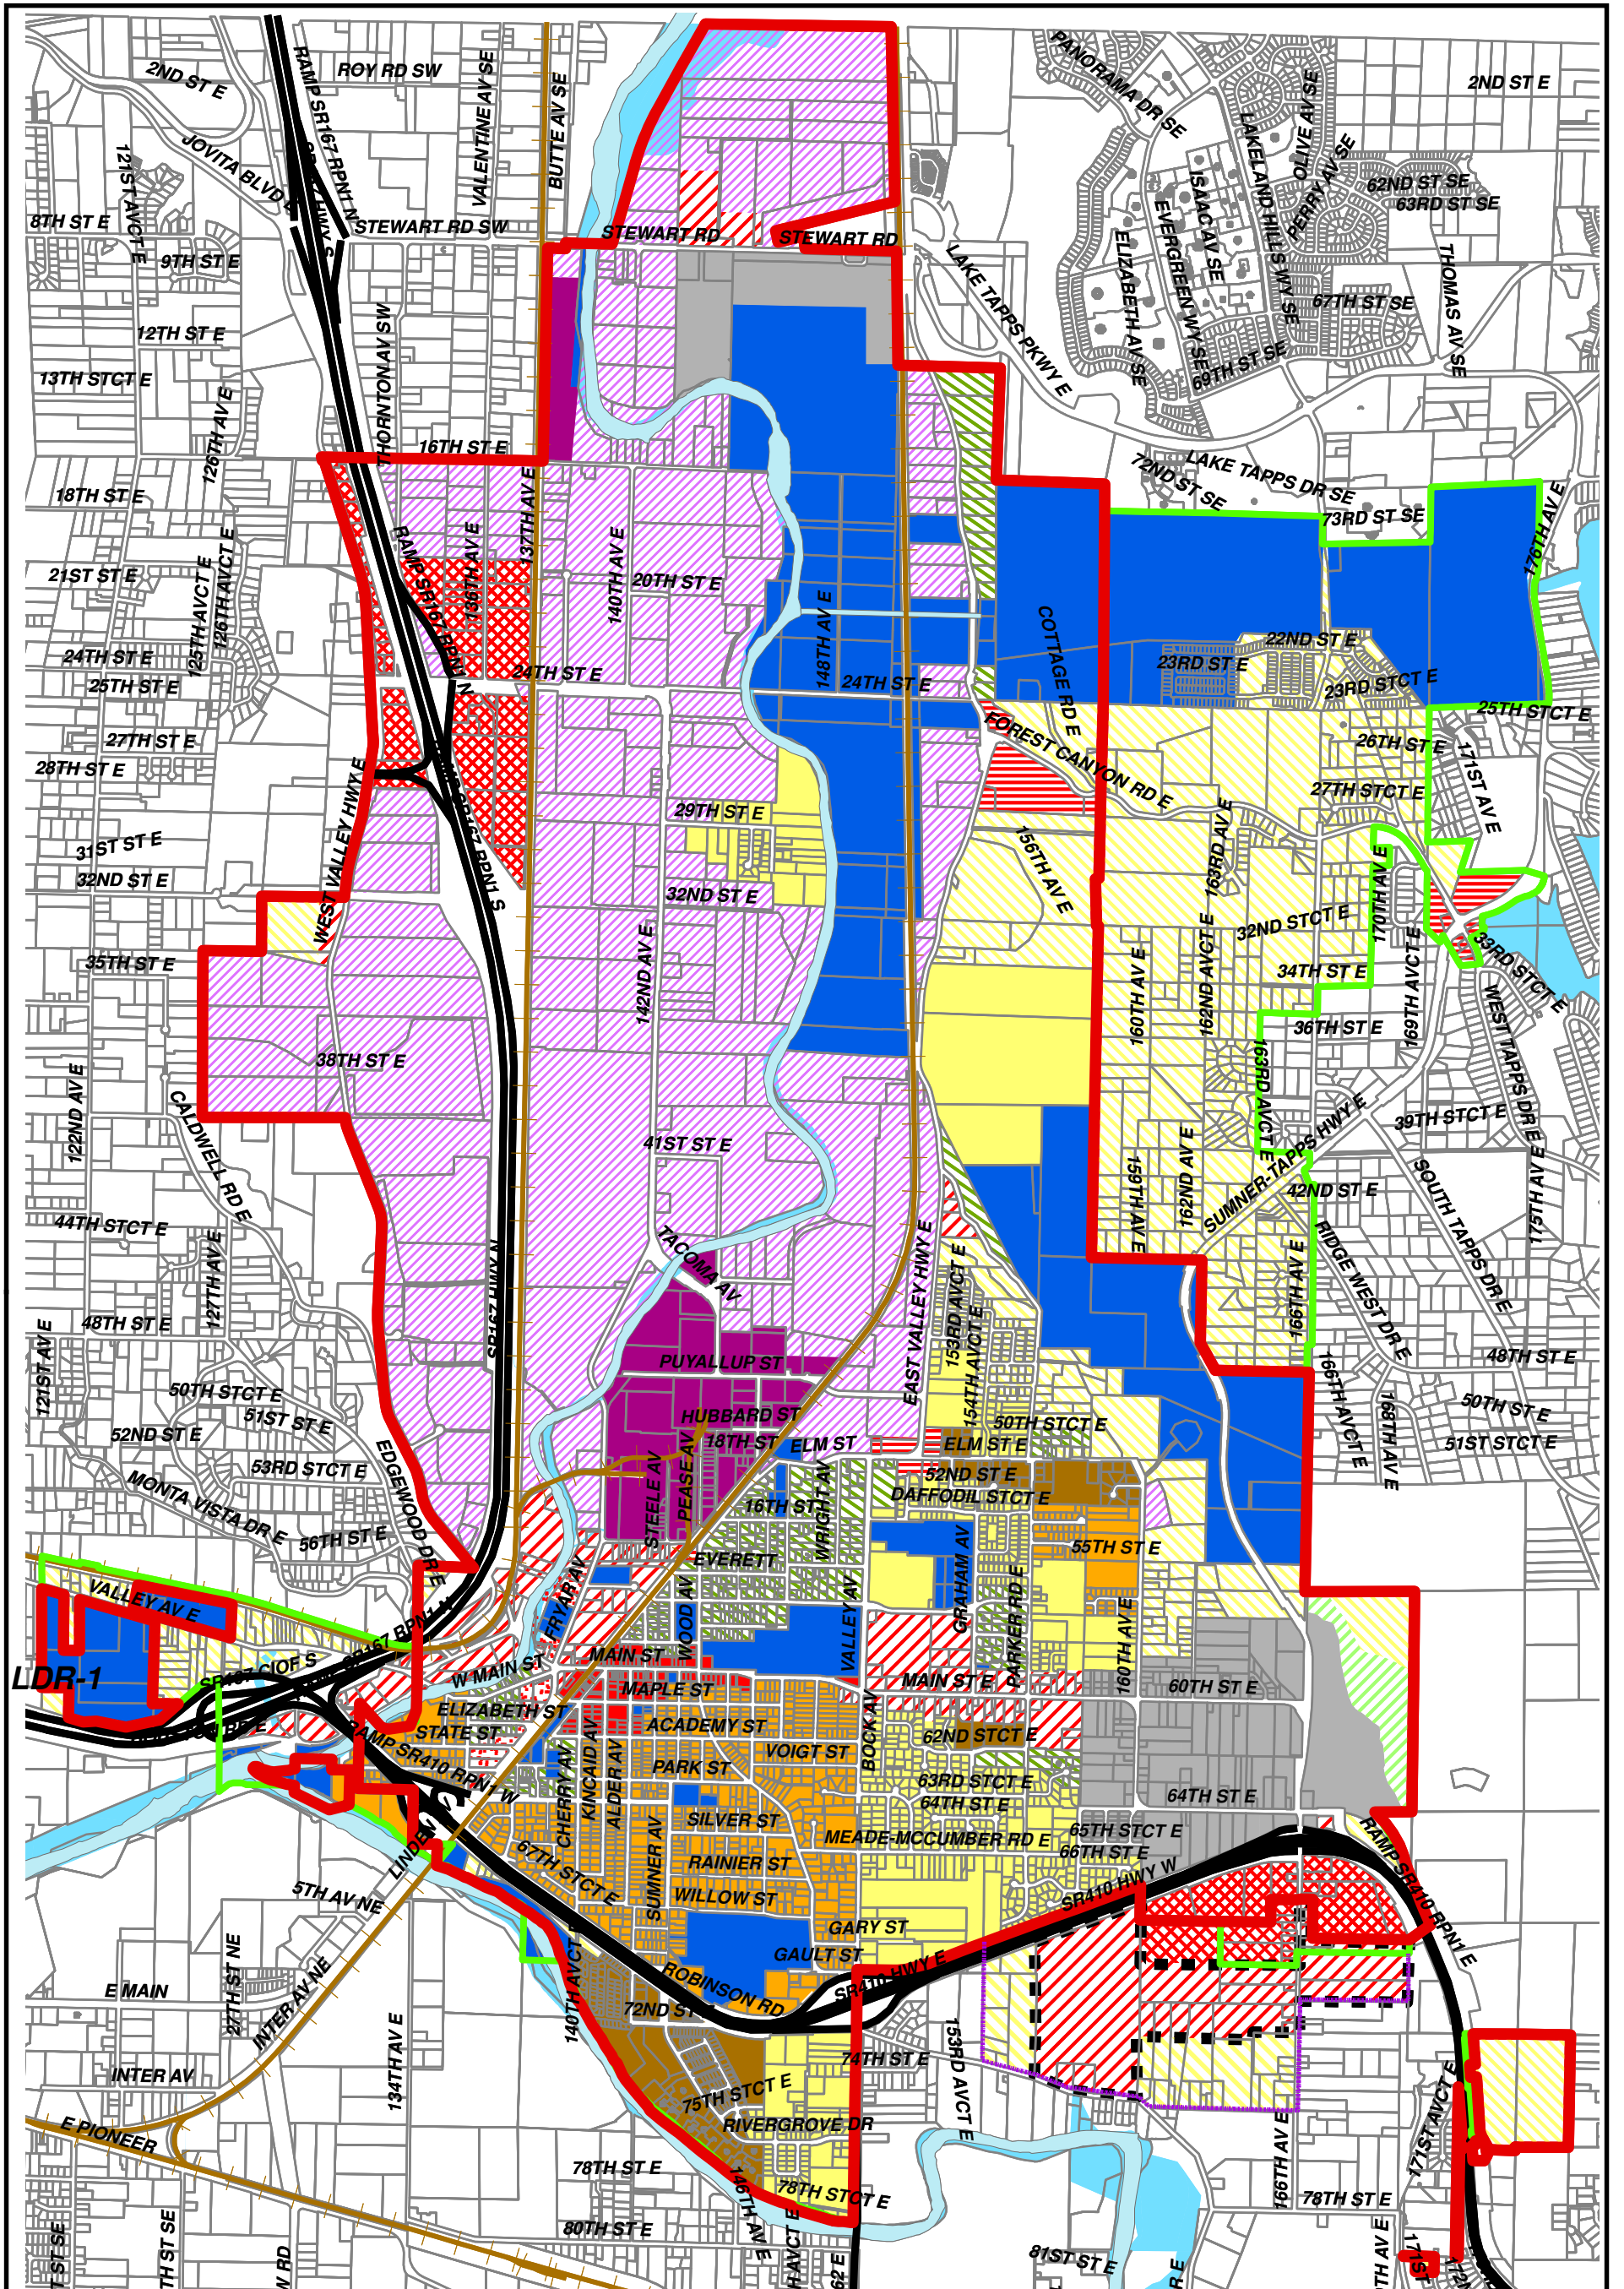 2ND ST E
RAMP SR167 RPN1 N
ROY RD SW
VALENTINE AV SE
BUTTE AV SE
PANORAMA DR SE
OLIVE AV SE
2ND ST E
JOVITA BLVD E
121ST AVCT E
LAKELAND HILLS WY SE
PERRY AV SE
62ND ST SE
63RD ST SE
ISAAC AV SE
EVERGREEN WY SE
ELIZABETH AV SE
8TH ST E
STEWART RD SW
STEWART RD
STEWART RD
9TH ST E
LAKE TAPPS PKWY E
THOMAS AV SE
67TH ST SE
12TH ST E
THORNTON AV SW
69TH ST SE
13TH STCT E
126TH AV E
16TH ST E
137TH AV E
LAKE TAPPS DR SE
72ND ST SE
73RD ST SE
176TH AV E
18TH ST E
RAMP SR167 RPN1 N
136TH AV E
140TH AV E
20TH ST E
21ST ST E
125TH AVCT E
126TH AVCT E
148TH AV E
COTTAGE RD E
22ND ST E
23RD ST E
23RD STCT E
24TH ST E
24TH ST E
24TH ST E
25TH ST E
25TH STCT E
FOREST CANYON RD E
26TH ST E
171ST AV E
27TH ST E
28TH ST E
27TH STCT E
WEST VALLEY HWY E
29TH ST E
156TH AV E
163RD AV E
31ST ST E
32ND ST E
32ND ST E
170TH AV E
32ND STCT E
162ND AVCT E
169TH AVCT E
33RD STCT E
35TH ST E
142ND AV E
160TH AV E
34TH ST E
36TH ST E
WEST TAPPS DR E
38TH ST E
163RD AVCT E
122ND AV E
CALDWELL RD E
41ST ST E
39TH STCT E
SUMNER-TAPPS HWY E
159TH AV E
162ND AV E
42ND ST E
SOUTH TAPPS DR E
175TH AV E
44TH STCT E
127TH AV E
TACOMA AV
EAST VALLEY HWY E
153RD AVCT E
154TH AVCT E
166TH AV E
RIDGE WEST DR E
SR167 HWY N
48TH ST E
121ST AV E
PUYALLUP ST
48TH ST E
166TH AVCT E
168TH AV E
50TH STCT E
51ST ST E
52ND ST E
53RD STCT E
EDGEWOOD DR E
HUBBARD ST
18TH ST
ELM ST
50TH STCT E
ELM ST E
50TH ST E
51ST STCT E
MONTA VISTA DR E
STEELE AV
PEASE AV
52ND ST E
DAFFODIL STCT E
16TH ST
WRIGHT AV
56TH ST E
55TH ST E
EVERETT
FRYAR AV
WOOD AV
VALLEY AV
GRAHAM AV
PARKER RD E
160TH AV E
VALLEY AV E
LDR-1
W MAIN ST
MAIN ST
MAIN ST E
60TH ST E
MAPLE ST
ELIZABETH ST
STATE ST
ACADEMY ST
62ND STCT E
RAMP SR410 RPN1 W
VOIGT ST
BOCK AV
PARK ST
63RD STCT E
64TH ST E
64TH ST E
CHERRY AV
KINCAID AV
ALDER AV
SILVER ST
MEADE-MCCUMBER RD E
65TH STCT E
66TH ST E
67TH STCT E
SUMNER AV
RAINIER ST
WILLOW ST
SR410 HWY W
RAMP SR410 RPN1 E
5TH AV NE
GARY ST
GAULT ST
27TH ST NE
INTER AV NE
E MAIN
140TH AVCT E
ROBINSON RD
SR410 HWY E
72ND ST
153RD AVCT E
134TH AV E
INTER AV
74TH ST E
75TH STCT E
171ST AVCT E
E PIONEER
RIVERGROVE DR
166TH AV E
78TH ST E
146TH AV E
78TH STCT E
78TH ST E
80TH ST E
81ST ST E
171ST